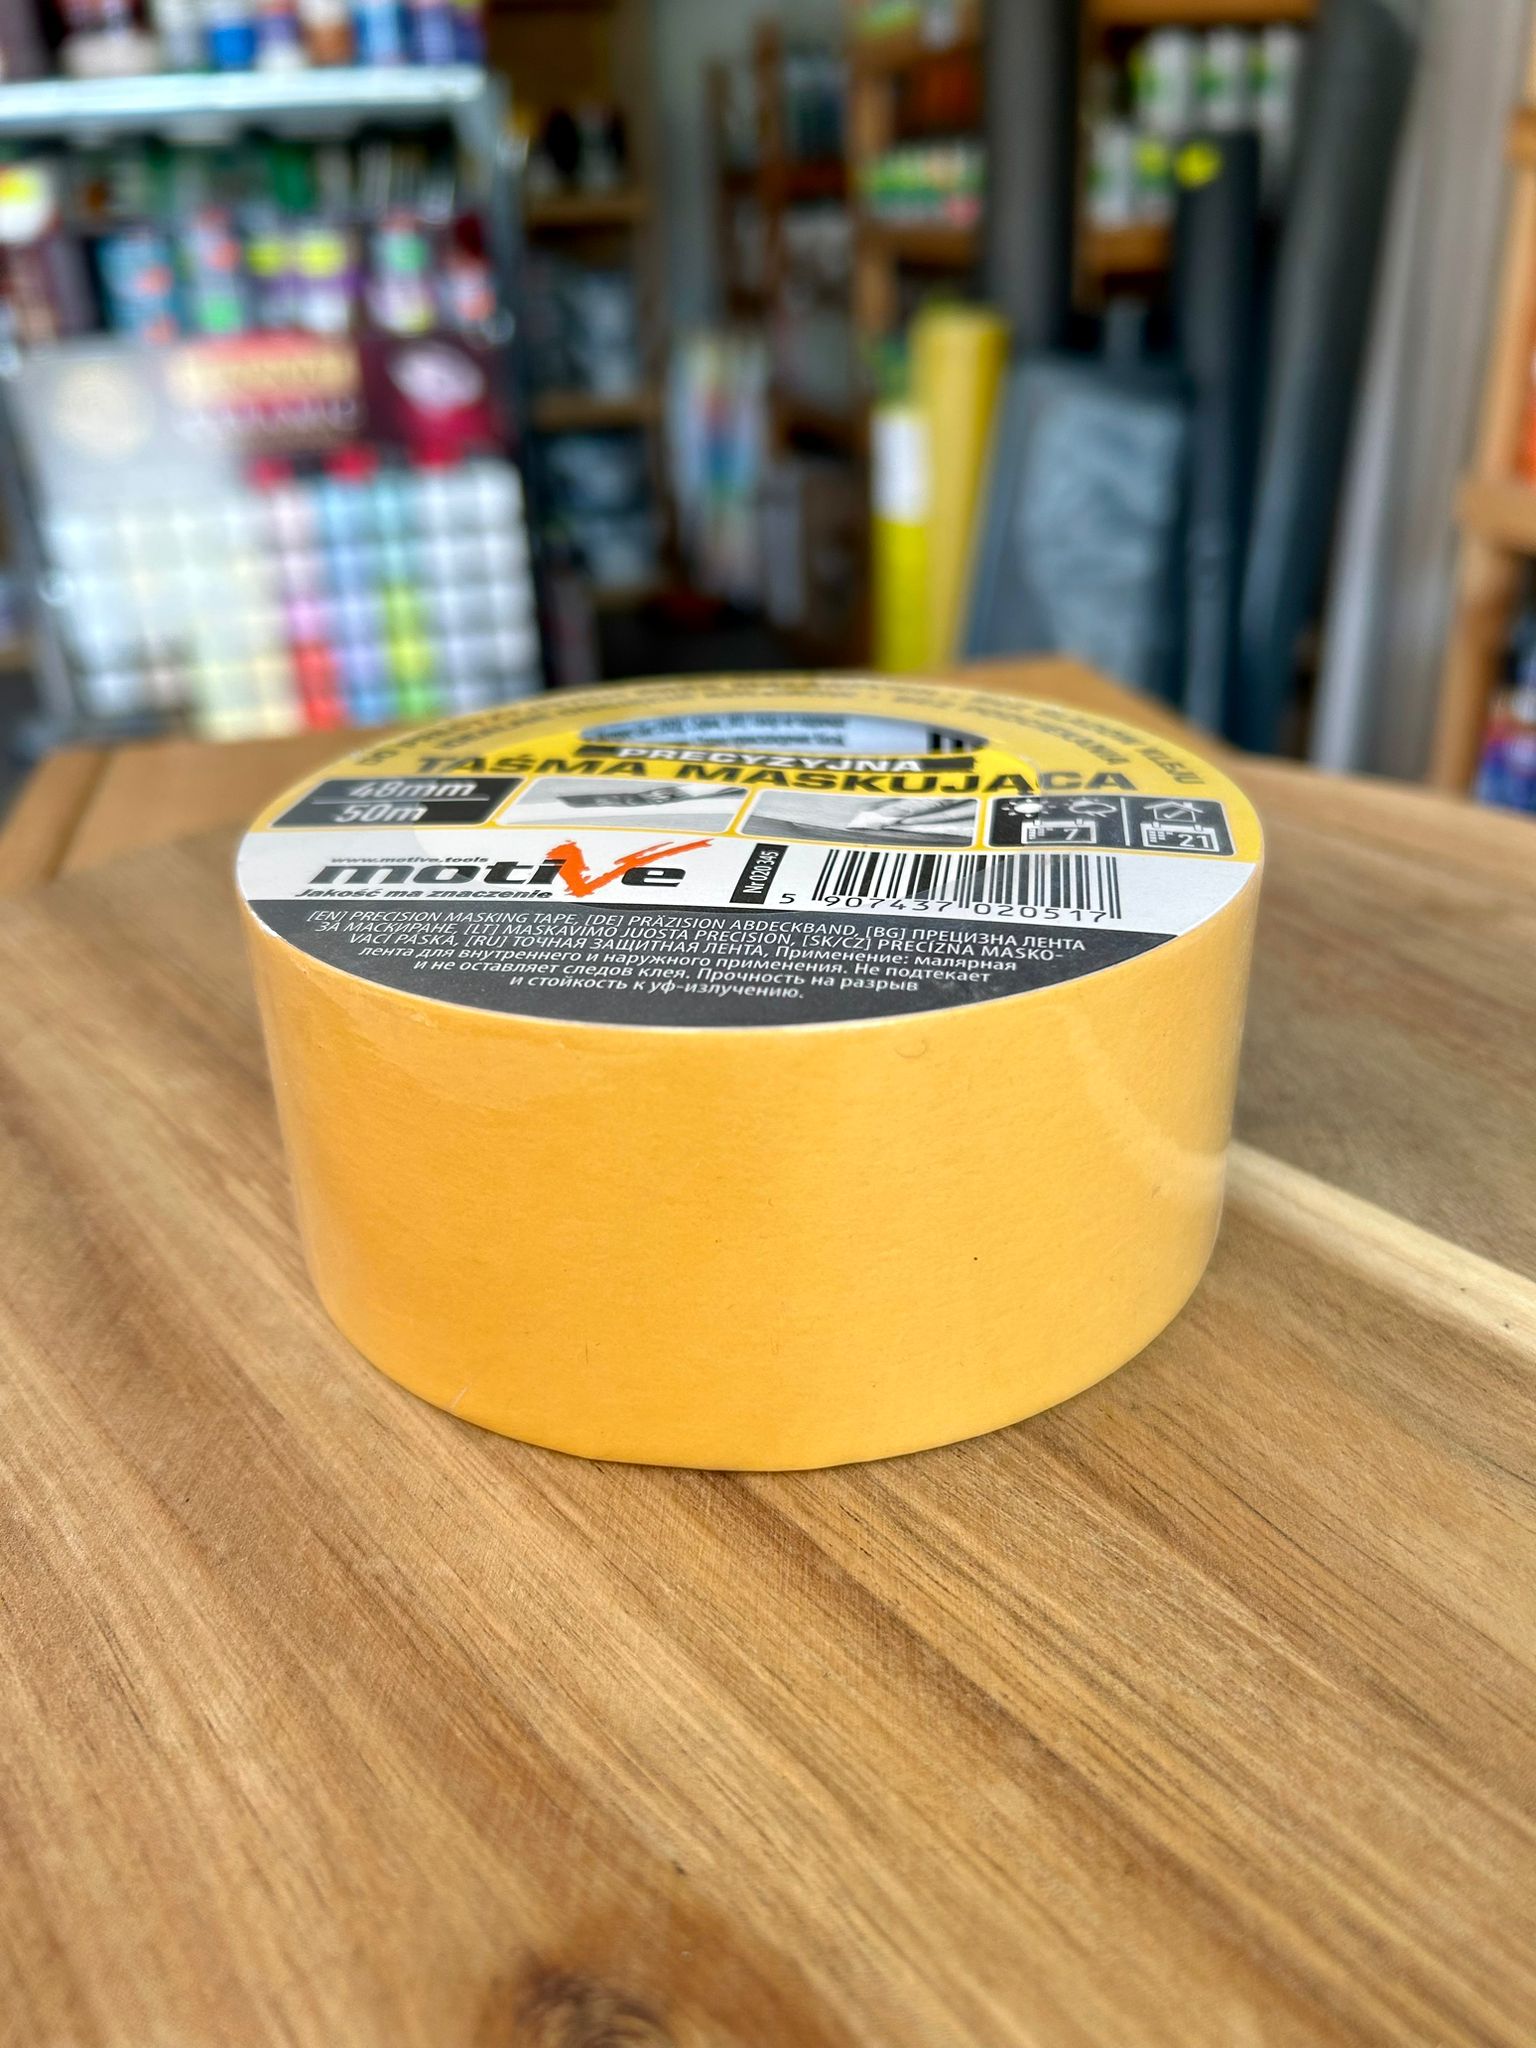 PRECYZYJNA
TAŚMA MASKUJĄCA
48mm
50m
7
21
www.motive.tools
motive
Jakość ma znaczenie
Nr 020345
5 907437 020517
[EN] PRECISION MASKING TAPE, [DE] PRÄZISION ABDECKBAND, [BG] ПРЕЦИЗНА ЛЕНТА
ЗА МАСКИРАНЕ, [LT] MASKAVIMO JUOSTA PRECISION, [SK/CZ] PRECÍZNA MASKO-
VACÍ PÁSKA, [RU] ТОЧНАЯ ЗАЩИТНАЯ ЛЕНТА, Применение: малярная
лента для внутреннего и наружного применения. Не подтекает
и не оставляет следов клея. Прочность на разрыв
и стойкость к уф-излучению.